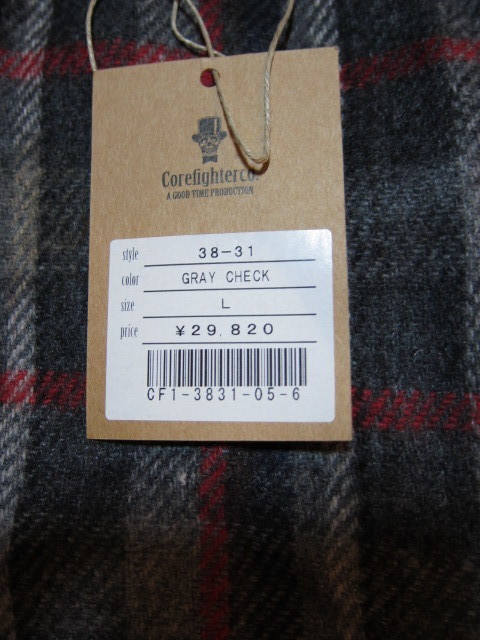 Corefighterco.
A GOOD TIME PRODUCTION
style 38-31
color GRAY CHECK
size L
price ¥29,820
CF1-3831-05-6